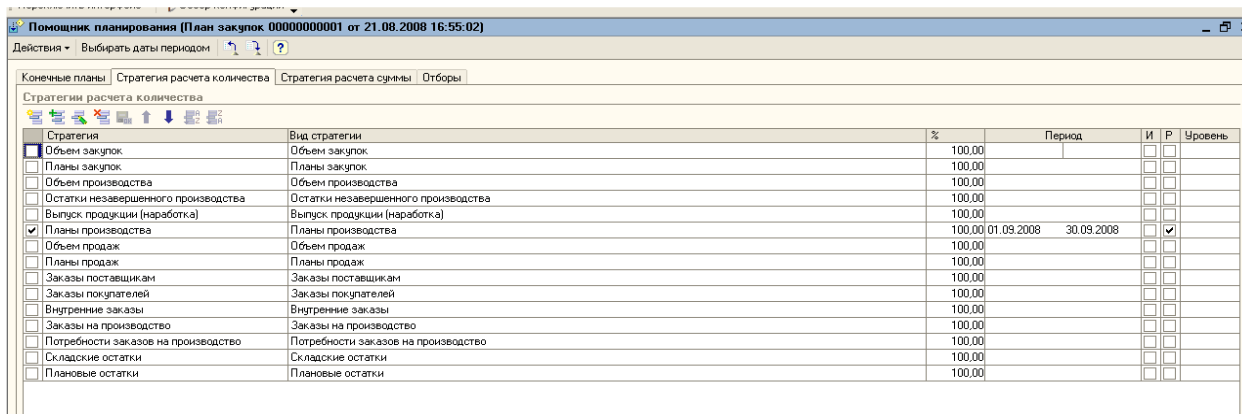 Помощник планирования (План закупок 00000000001 от 21.08.2008 16:55:02)
Действия Выбирать даты периодом
Конечные планы Стратегия расчета количества Стратегия расчета суммы Отборы
Стратегии расчета количества
Стратегия Вид стратегии % Период И Р Уровень
Объем закупок Объем закупок 100,00
Планы закупок Планы закупок 100,00
Объем производства Объем производства 100,00
Остатки незавершенного производства Остатки незавершенного производства 100,00
Выпуск продукции (наработка) Выпуск продукции (наработка) 100,00
Планы производства Планы производства 100,00 01.09.2008 30.09.2008
Объем продаж Объем продаж 100,00
Планы продаж Планы продаж 100,00
Заказы поставщикам Заказы поставщикам 100,00
Заказы покупателей Заказы покупателей 100,00
Внутренние заказы Внутренние заказы 100,00
Заказы на производство Заказы на производство 100,00
Потребности заказов на производство Потребности заказов на производство 100,00
Складские остатки Складские остатки 100,00
Плановые остатки Плановые остатки 100,00